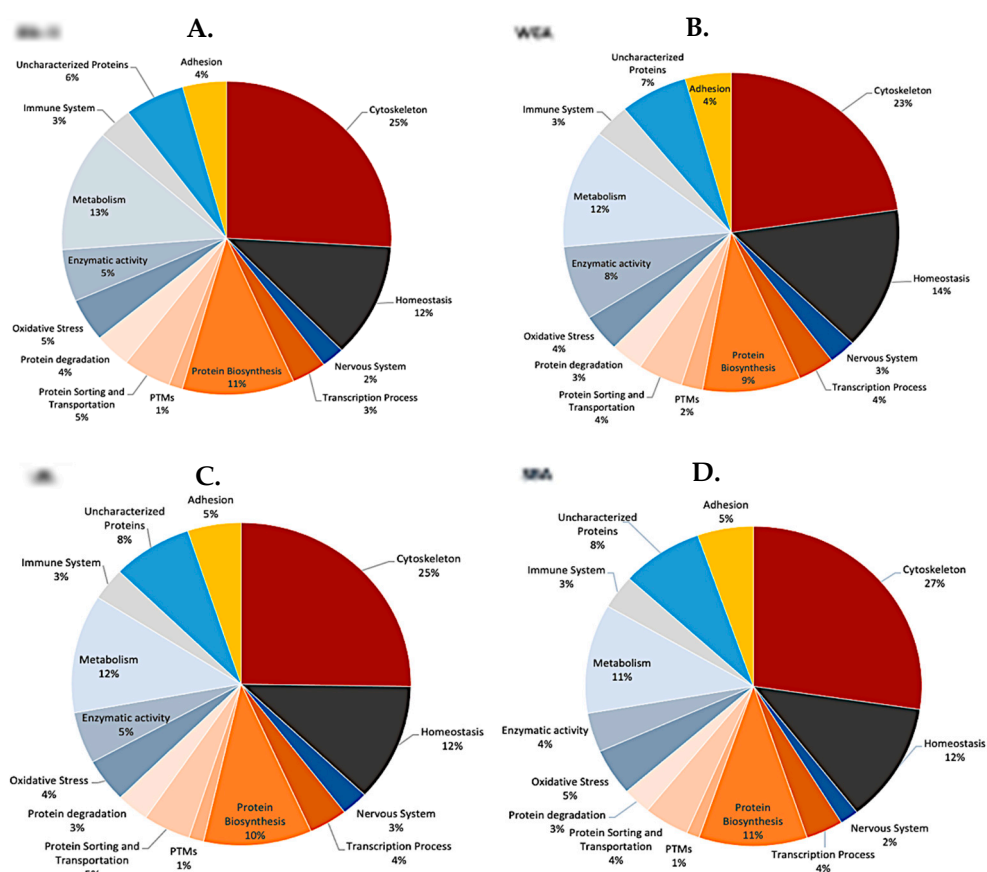 A.
Adhesion
4%
Uncharacterized Proteins
6%
Cytoskeleton
25%
Immune System
3%
Metabolism
13%
Enzymatic activity
5%
Homeostasis
12%
Oxidative Stress
5%
Protein degradation
4%
Protein Sorting and
Transportation
5%
PTMs
1%
Protein Biosynthesis
11%
Nervous System
2%
Transcription Process
3%
WGA
B.
Uncharacterized
Proteins
7%
Adhesion
4%
Cytoskeleton
23%
Immune System
3%
Metabolism
12%
Enzymatic activity
8%
Homeostasis
14%
Oxidative Stress
4%
Protein degradation
3%
Protein Sorting and
Transportation
4%
PTMs
2%
Protein
Biosynthesis
9%
Nervous System
3%
Transcription Process
4%
C.
Adhesion
5%
Uncharacterized
Proteins
8%
Cytoskeleton
25%
Immune System
3%
Metabolism
12%
Enzymatic activity
5%
Homeostasis
12%
Oxidative Stress
4%
Protein degradation
3%
Protein Sorting and
Transportation
PTMs
1%
Protein
Biosynthesis
10%
Nervous System
3%
Transcription Process
4%
SBA
D.
Adhesion
5%
Uncharacterized
Proteins
8%
Cytoskeleton
27%
Immune System
3%
Metabolism
11%
Enzymatic activity
4%
Homeostasis
12%
Oxidative Stress
5%
Protein degradation
3%
Protein Sorting and
Transportation
4%
PTMs
1%
Protein
Biosynthesis
11%
Nervous System
2%
Transcription Process
4%